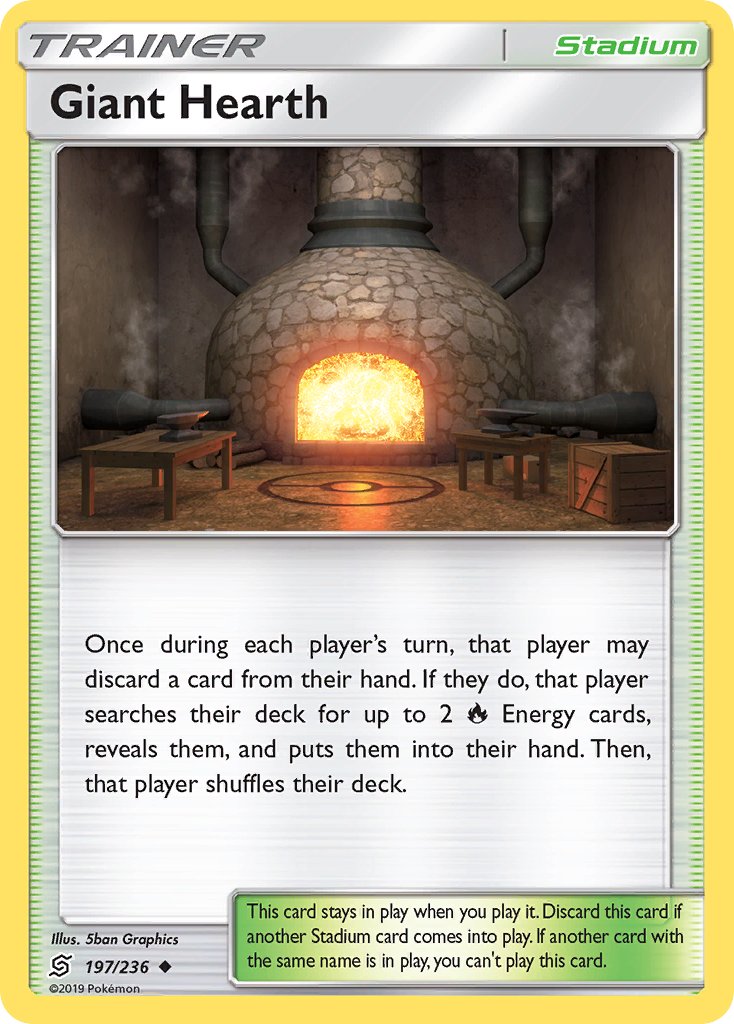 TRAINER
Stadium
Giant Hearth
Once during each player's turn, that player may
discard a card from their hand. If they do, that player
searches their deck for up to 2 Energy cards,
reveals them, and puts them into their hand. Then,
that player shuffles their deck.
This card stays in play when you play it. Discard this card if
another Stadium card comes into play. If another card with
the same name is in play, you can't play this card.
Illus. 5ban Graphics
197/236
©2019 Pokémon